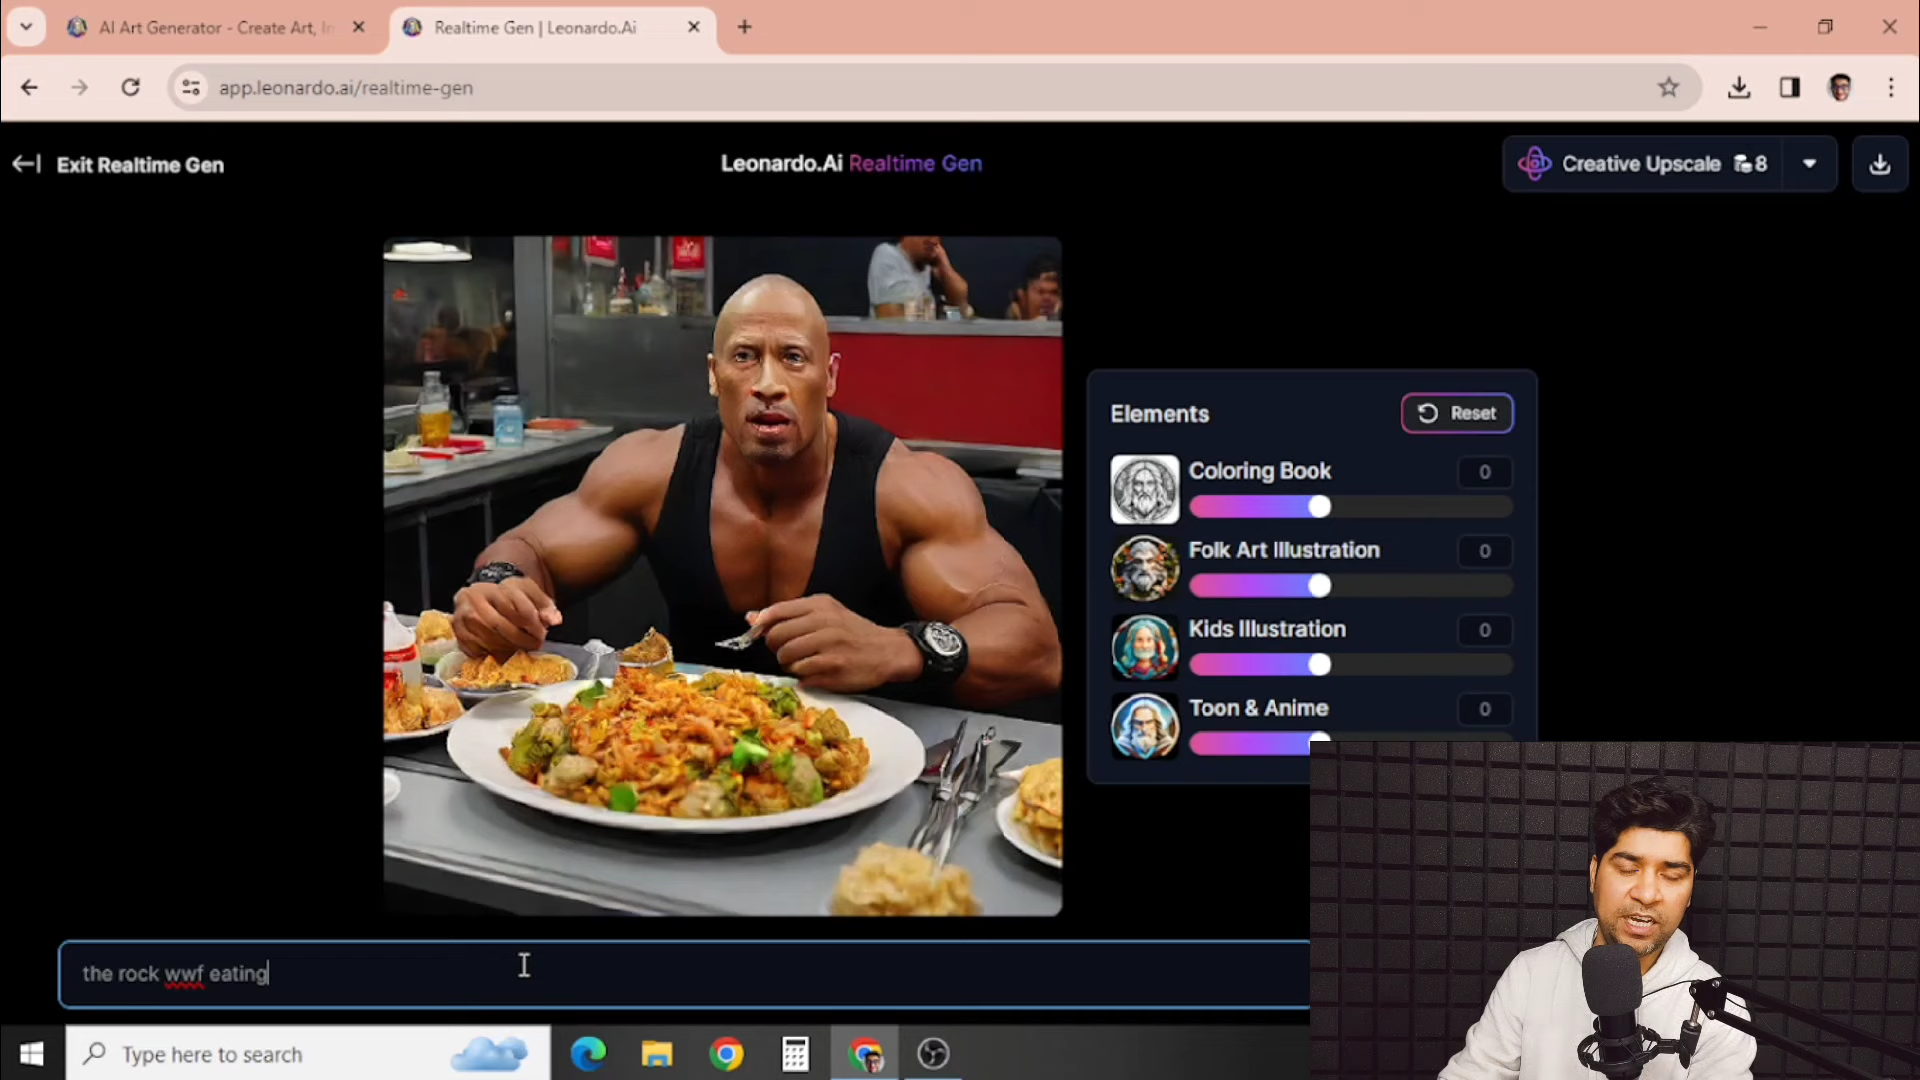 AI Art Generator - Create Art, In
Realtime Gen | Leonardo.Ai
app.leonardo.ai/realtime-gen
Exit Realtime Gen
Leonardo.Ai Realtime Gen
Creative Upscale 8
Elements
Reset
Coloring Book 0
Folk Art Illustration 0
Kids Illustration 0
Toon & Anime 0
the rock wwf eating
Type here to search